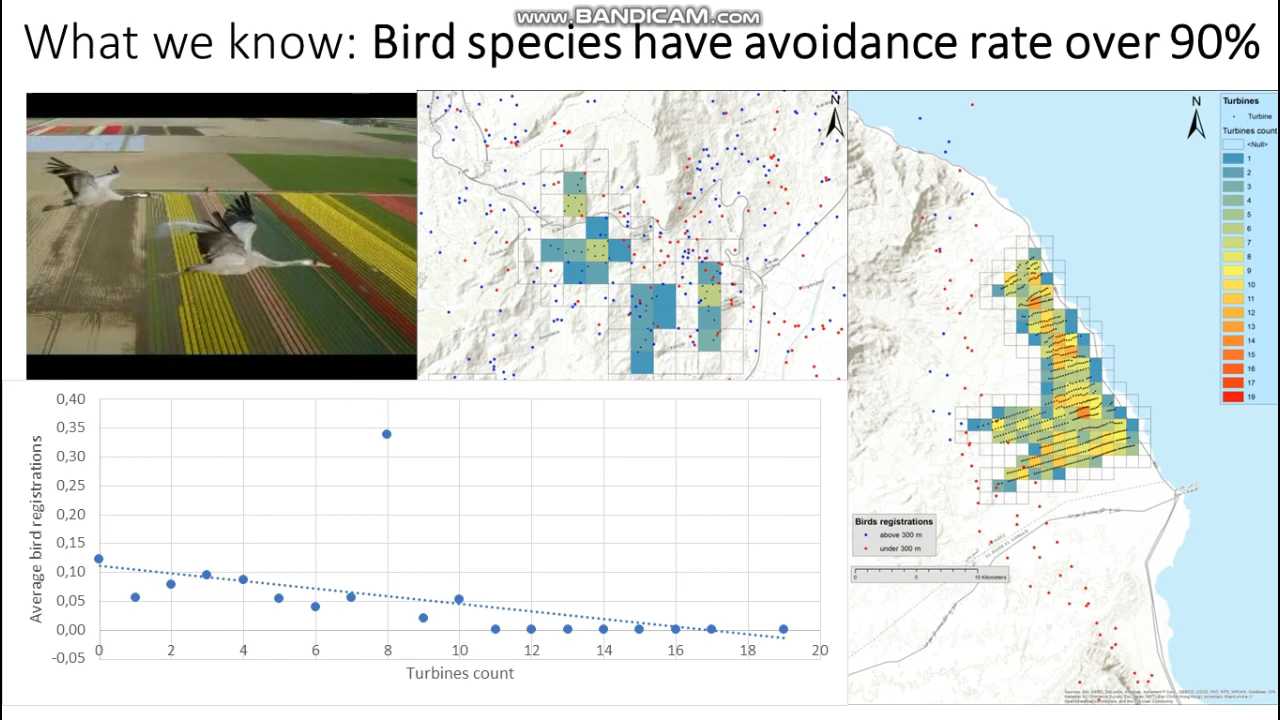 www.BANDICAM.com
What we know: Bird species have avoidance rate over 90%
N
N
Turbines
Turbine
Turbines count
<Null>
1
2
3
4
5
6
7
8
9
10
11
12
13
14
15
16
17
19
Birds registrations
above 300 m
under 300 m
0 5 10 Kilometers
0,40
0,35
0,30
0,25
0,20
0,15
0,10
0,05
0,00
-0,05
Average bird registrations
0 2 4 6 8 10 12 14 16 18 20
Turbines count